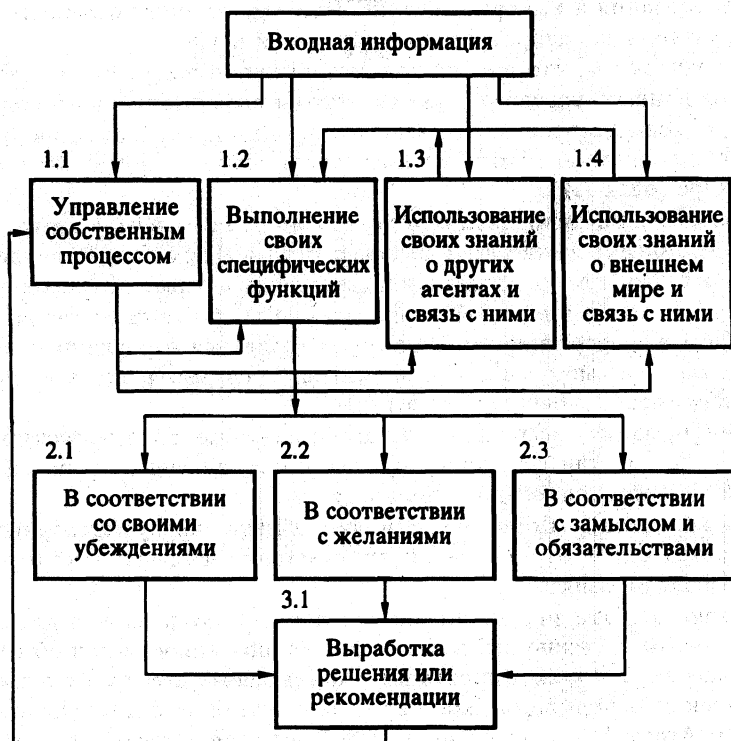 Входная информация
1.1
Управление
собственным
процессом
1.2
Выполнение
своих
специфических
функций
1.3
Использование
своих знаний
о других
агентах и
связь с ними
1.4
Использование
своих знаний
о внешнем
мире и
связь с ними
2.1
В соответствии
со своими
убеждениями
2.2
В соответствии
с желаниями
2.3
В соответствии
с замыслом и
обязательствами
3.1
Выработка
решения или
рекомендации